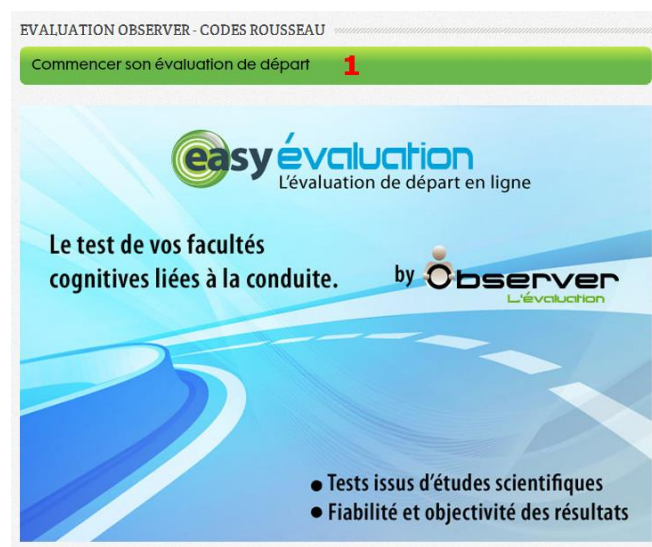 EVALUATION OBSERVER - CODES ROUSSEAU
Commencer son évaluation de départ 1
easy évaluation
L'évaluation de départ en ligne
Le test de vos facultés
cognitives liées à la conduite.
by Observer
L'évaluation
• Tests issus d'études scientifiques
• Fiabilité et objectivité des résultats